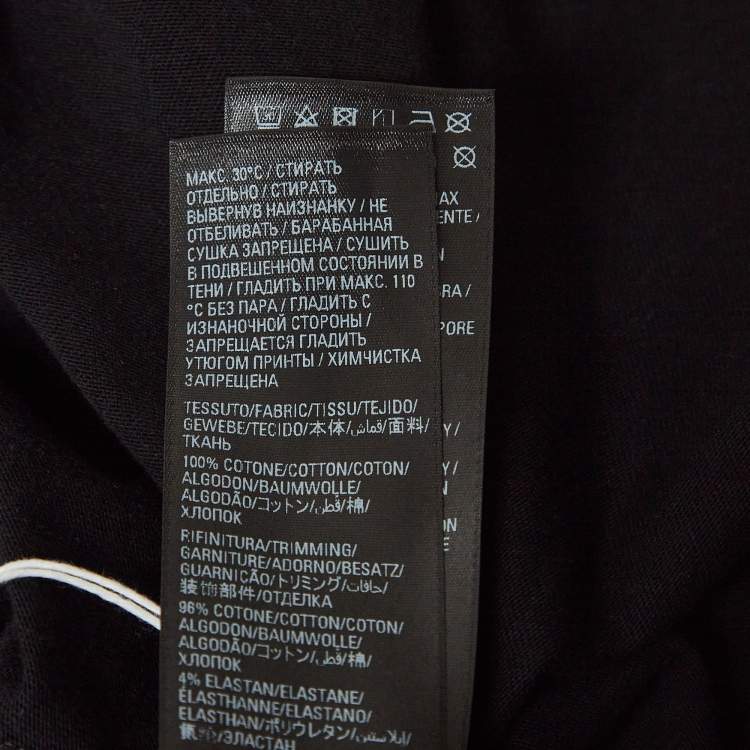 МАКС. 30°C / СТИРАТЬ
ОТДЕЛЬНО / СТИРАТЬ
ВЫВЕРНУВ НАИЗНАНКУ / НЕ
ОТБЕЛИВАТЬ / БАРАБАННАЯ
СУШКА ЗАПРЕЩЕНА / СУШИТЬ
В ПОДВЕШЕННОМ СОСТОЯНИИ В
ТЕНИ / ГЛАДИТЬ ПРИ МАКС. 110
°C БЕЗ ПАРА / ГЛАДИТЬ С
ИЗНАНОЧНОЙ СТОРОНЫ /
ЗАПРЕЩАЕТСЯ ГЛАДИТЬ
УТЮГОМ ПРИНТЫ / ХИМЧИСТКА
ЗАПРЕЩЕНА
TESSUTO/FABRIC/TISSU/TEJIDO/
GEWEBE/TECIDO/本体/قماش/面料/
ТКАНЬ
100% COTONE/COTTON/COTON/
ALGODON/BAUMWOLLE/
ALGODÃO/コットン/قطن/棉/
ХЛОПОК
RIFINITURA/TRIMMING/
GARNITURE/ADORNO/BESATZ/
GUARNIÇÃO/トリミング/حافات/
装饰部件/ОТДЕЛКА
96% COTONE/COTTON/COTON/
ALGODON/BAUMWOLLE/
ALGODÃO/コットン/قطن/棉/
ХЛОПОК
4% ELASTAN/ELASTANE/
ÉLASTHANNE/ELASTANO/
ELASTHAN/ポリウレタン/إيلاستين/
氨纶/ЭЛАСТАН